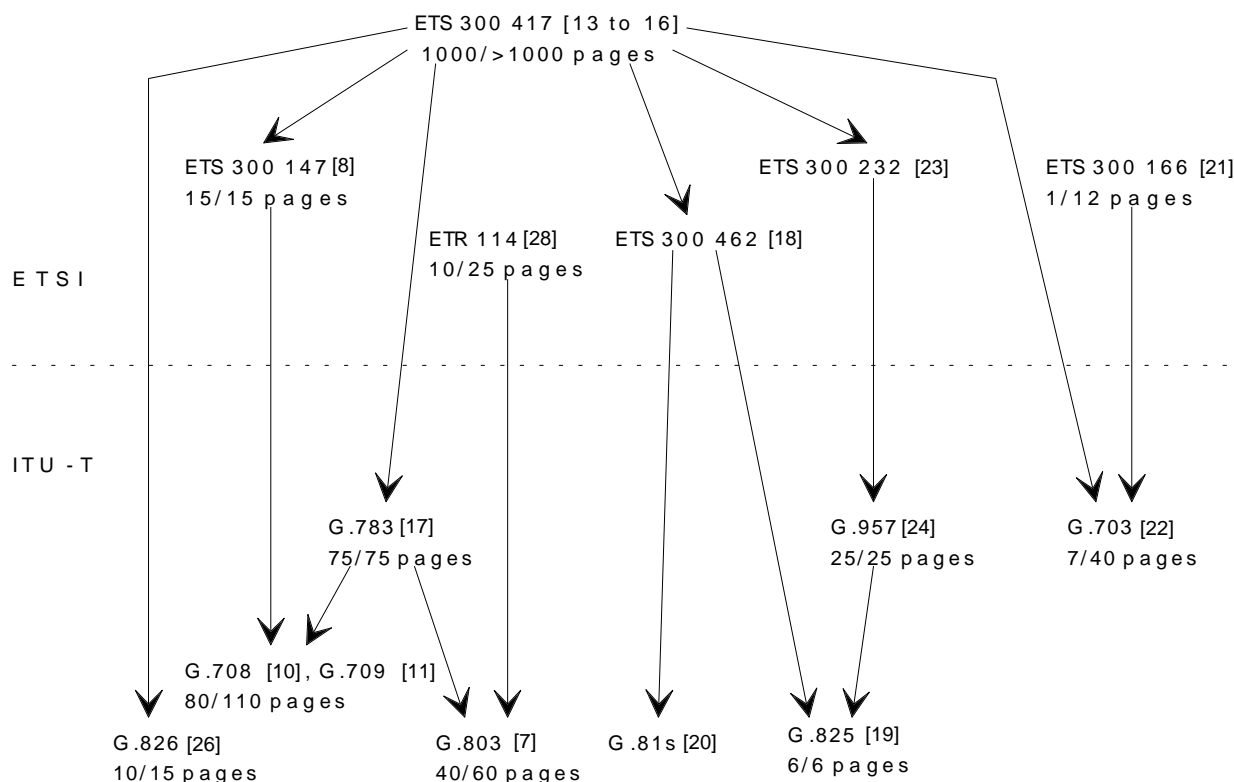 ETS 300 417 [13 to 16]
1000/>1000 pages
ETS 300 147 [8]
15/15 pages
ETS 300 232 [23]
ETS 300 166 [21]
1/12 pages
ETR 114 [28]
10/25 pages
ETS 300 462 [18]
ETSI
ITU-T
G.783 [17]
75/75 pages
G.957 [24]
25/25 pages
G.703 [22]
7/40 pages
G.708 [10], G.709 [11]
80/110 pages
G.826 [26]
10/15 pages
G.803 [7]
40/60 pages
G.81s [20]
G.825 [19]
6/6 pages